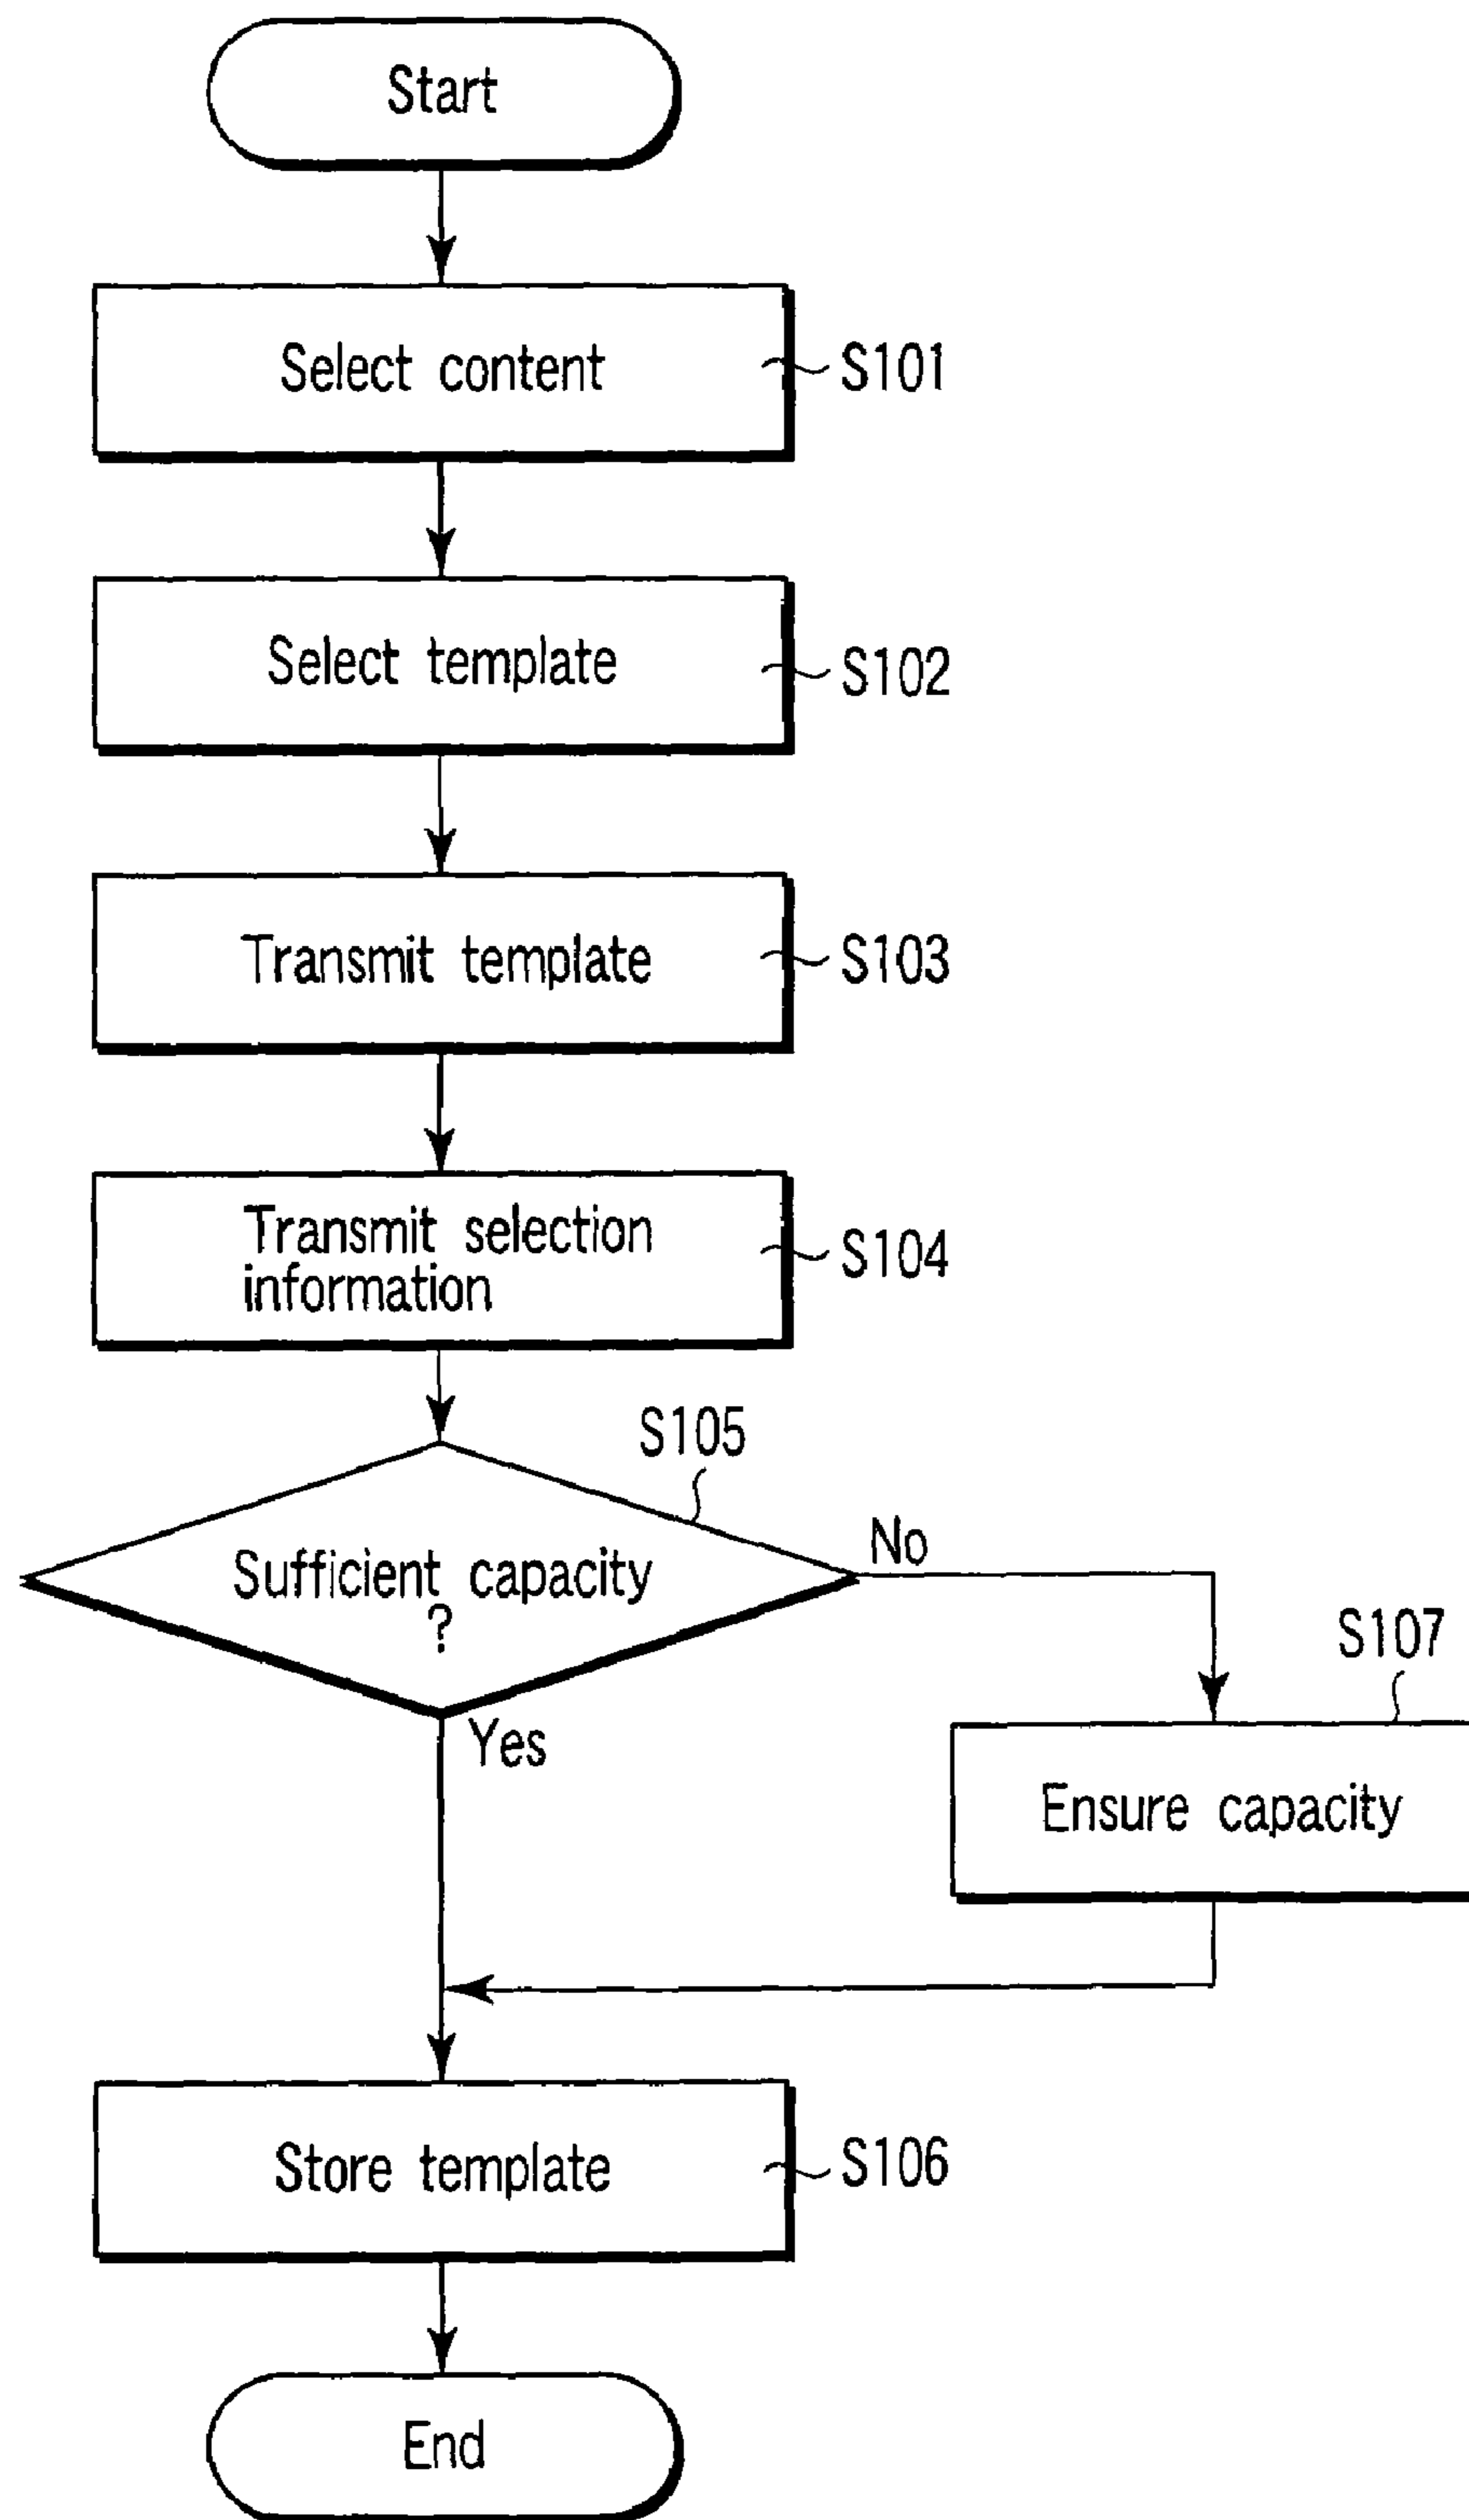 Start
Select content
S101
Select template
S102
Transmit template
S103
Transmit selection
information
S104
S105
Sufficient capacity
?
No
Yes
S107
Ensure capacity
Store template
S106
End